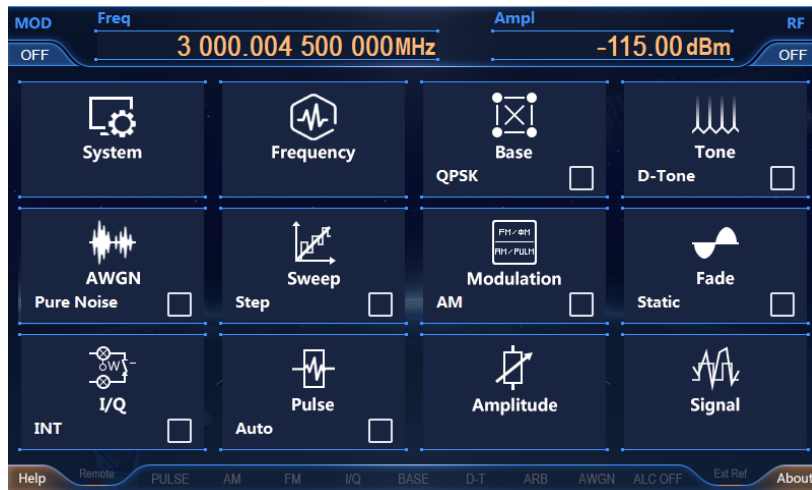 MOD
Freq
Ampl
RF
OFF
3 000.004 500 000MHz
-115.00 dBm
OFF
System
Frequency
Base
QPSK
Tone
D-Tone
AWGN
Pure Noise
Sweep
Step
FM/ΦM
AM/PULM
Modulation
AM
Fade
Static
W
I/Q
INT
Pulse
Auto
Amplitude
Signal
Help
Remote
PULSE
AM
FM
I/Q
BASE
D-T
ARB
AWGN
ALC OFF
Ext Ref
About